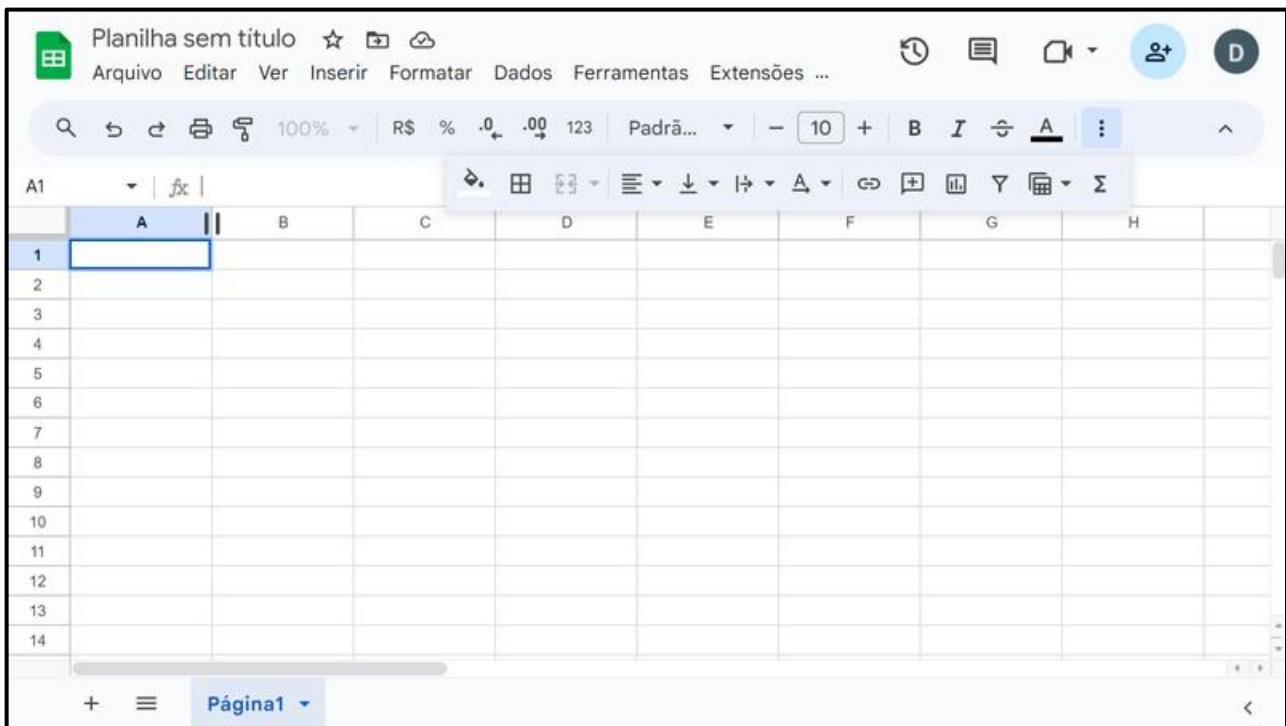 Planilha sem título
Arquivo Editar Ver Inserir Formatar Dados Ferramentas Extensões ...
D
100% R$ % .0 .00 123 Padrã... − 10 + B I A
A
Σ
A1 fx
A B C D E F G H
1
2
3
4
5
6
7
8
9
10
11
12
13
14
+ Página1